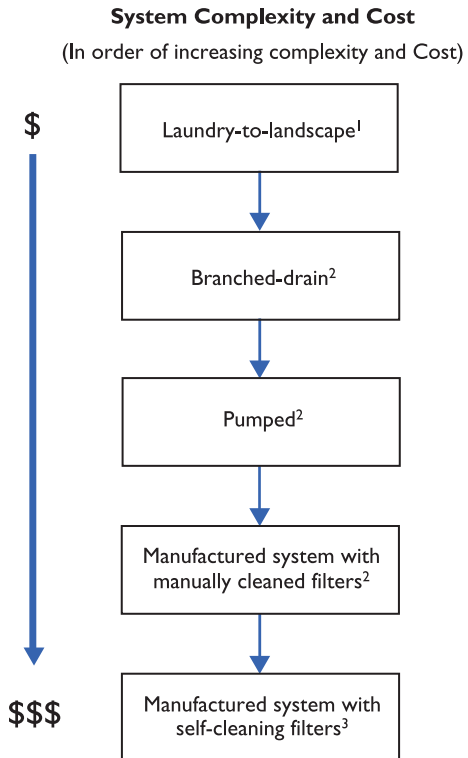 System Complexity and Cost
(In order of increasing complexity and Cost)
$
Laundry-to-landscape¹
Branched-drain²
Pumped²
Manufactured system with
manually cleaned filters²
$$$
Manufactured system with
self-cleaning filters³